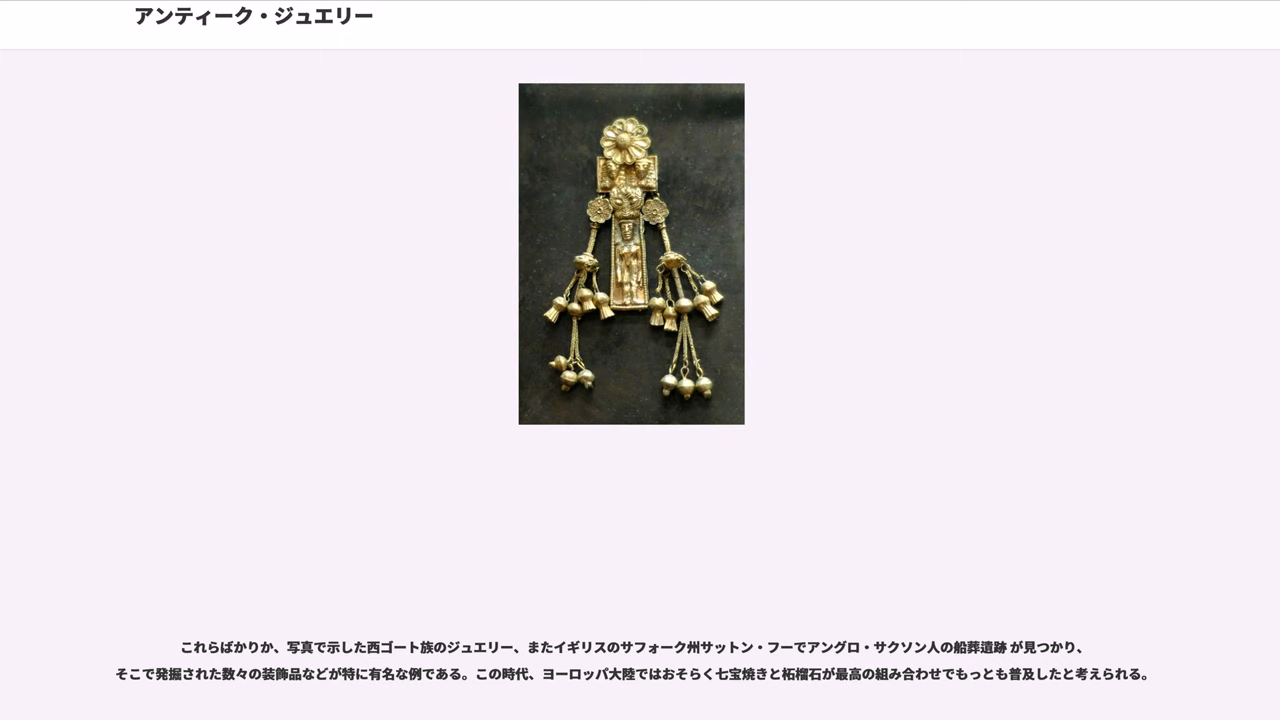 アンティーク・ジュエリー
これらばかりか、写真で示した西ゴート族のジュエリー、またイギリスのサフォーク州サットン・フーでアングロ・サクソン人の船葬遺跡 が見つかり、
そこで発掘された数々の装飾品などが特に有名な例である。この時代、ヨーロッパ大陸ではおそらく七宝焼きと柘榴石が最高の組み合わせでもっとも普及したと考えられる。